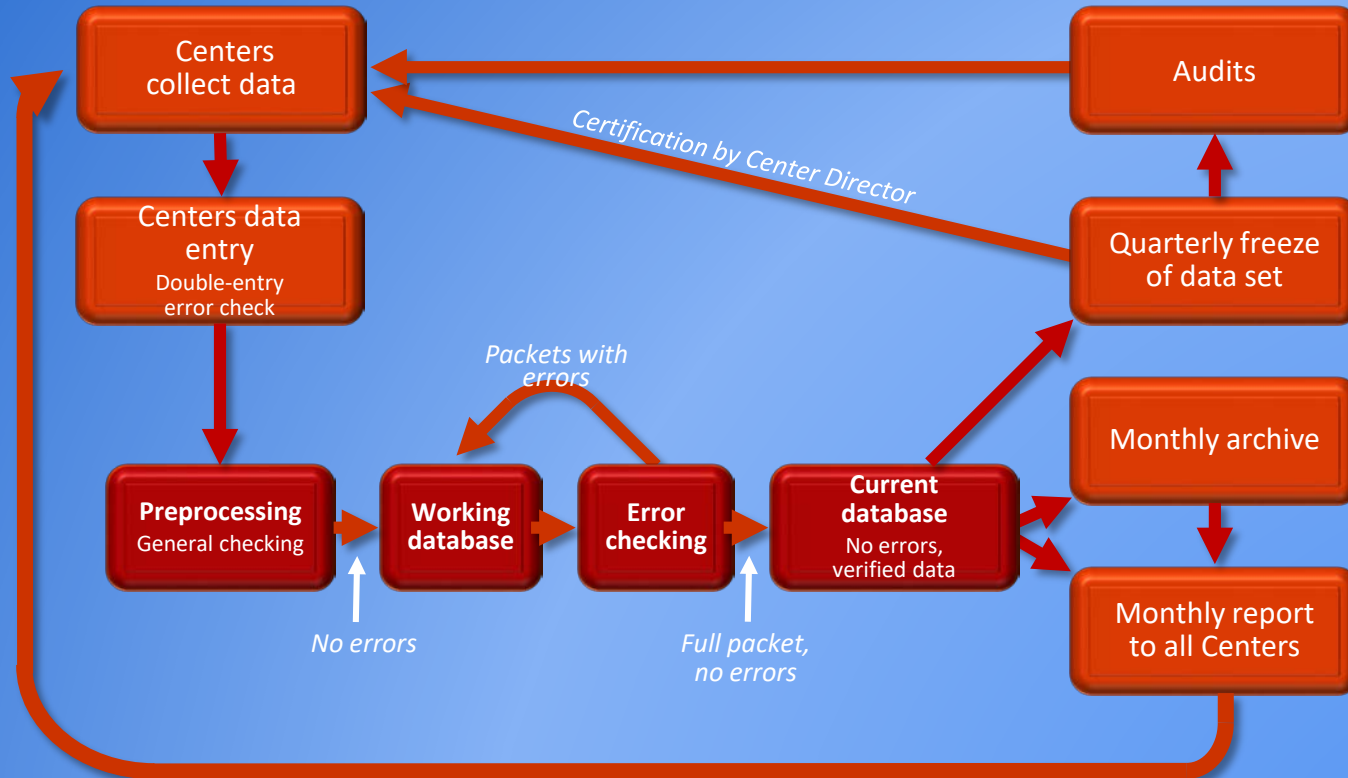 Centers
collect data
Audits
Certification by Center Director
Centers data
entry
Double-entry
error check
Quarterly freeze
of data set
Packets with
errors
Monthly archive
Preprocessing
General checking
Working
database
Error
checking
Current
database
No errors,
verified data
No errors
Full packet,
no errors
Monthly report
to all Centers